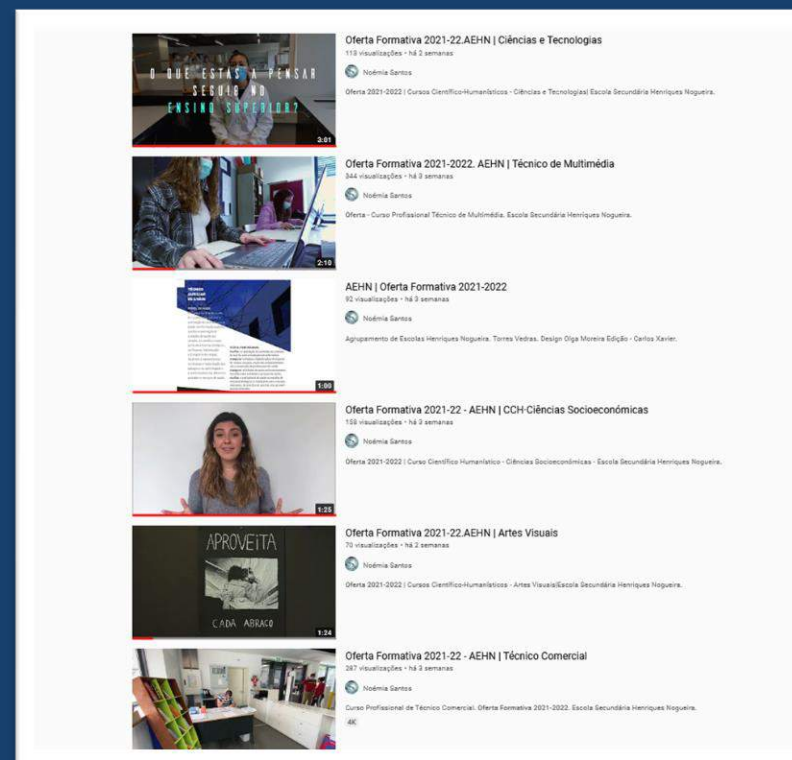 O QUE ESTÁS A PENSAR
SEGUIR NO
ENSINO SUPERIOR?
3:01
Oferta Formativa 2021-22.AEHN | Ciências e Tecnologias
113 visualizações • há 2 semanas
Noémia Santos
Oferta 2021-2022 | Cursos Científico-Humanísticos - Ciências e Tecnologias| Escola Secundária Henriques Nogueira.
2:10
Oferta Formativa 2021-2022. AEHN | Técnico de Multimédia
344 visualizações • há 3 semanas
Noémia Santos
Oferta - Curso Profissional Técnico de Multimédia. Escola Secundária Henriques Nogueira.
TÉCNICO
AUXILIAR
DE SAÚDE
1:00
AEHN | Oferta Formativa 2021-2022
92 visualizações • há 3 semanas
Noémia Santos
Agrupamento de Escolas Henriques Nogueira. Torres Vedras. Design Olga Moreira Edição - Carlos Xavier.
1:25
Oferta Formativa 2021-22 - AEHN | CCH-Ciências Socioeconómicas
158 visualizações • há 3 semanas
Noémia Santos
Oferta 2021-2022 | Curso Científico Humanístico - Ciências Socioeconómicas - Escola Secundária Henriques Nogueira.
APROVEITA
CADA ABRAÇO
1:24
Oferta Formativa 2021-22.AEHN | Artes Visuais
70 visualizações • há 2 semanas
Noémia Santos
Oferta 2021-2022 | Cursos Científico-Humanísticos - Artes Visuais|Escola Secundária Henriques Nogueira.
Oferta Formativa 2021-22 - AEHN | Técnico Comercial
287 visualizações • há 3 semanas
Noémia Santos
Curso Profissional de Técnico Comercial. Oferta Formativa 2021-2022. Escola Secundária Henriques Nogueira.
4K